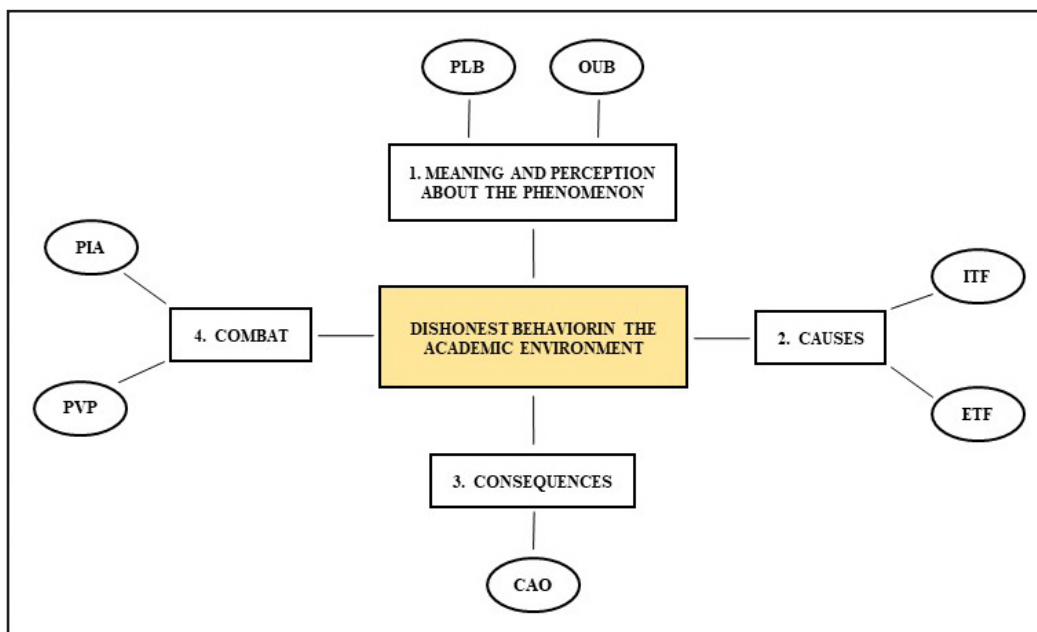 PLB
OUB
1. MEANING AND PERCEPTION
ABOUT THE PHENOMENON
PIA
ITF
4. COMBAT
DISHONEST BEHAVIORIN THE
ACADEMIC ENVIRONMENT
2. CAUSES
PVP
ETF
3. CONSEQUENCES
CAO